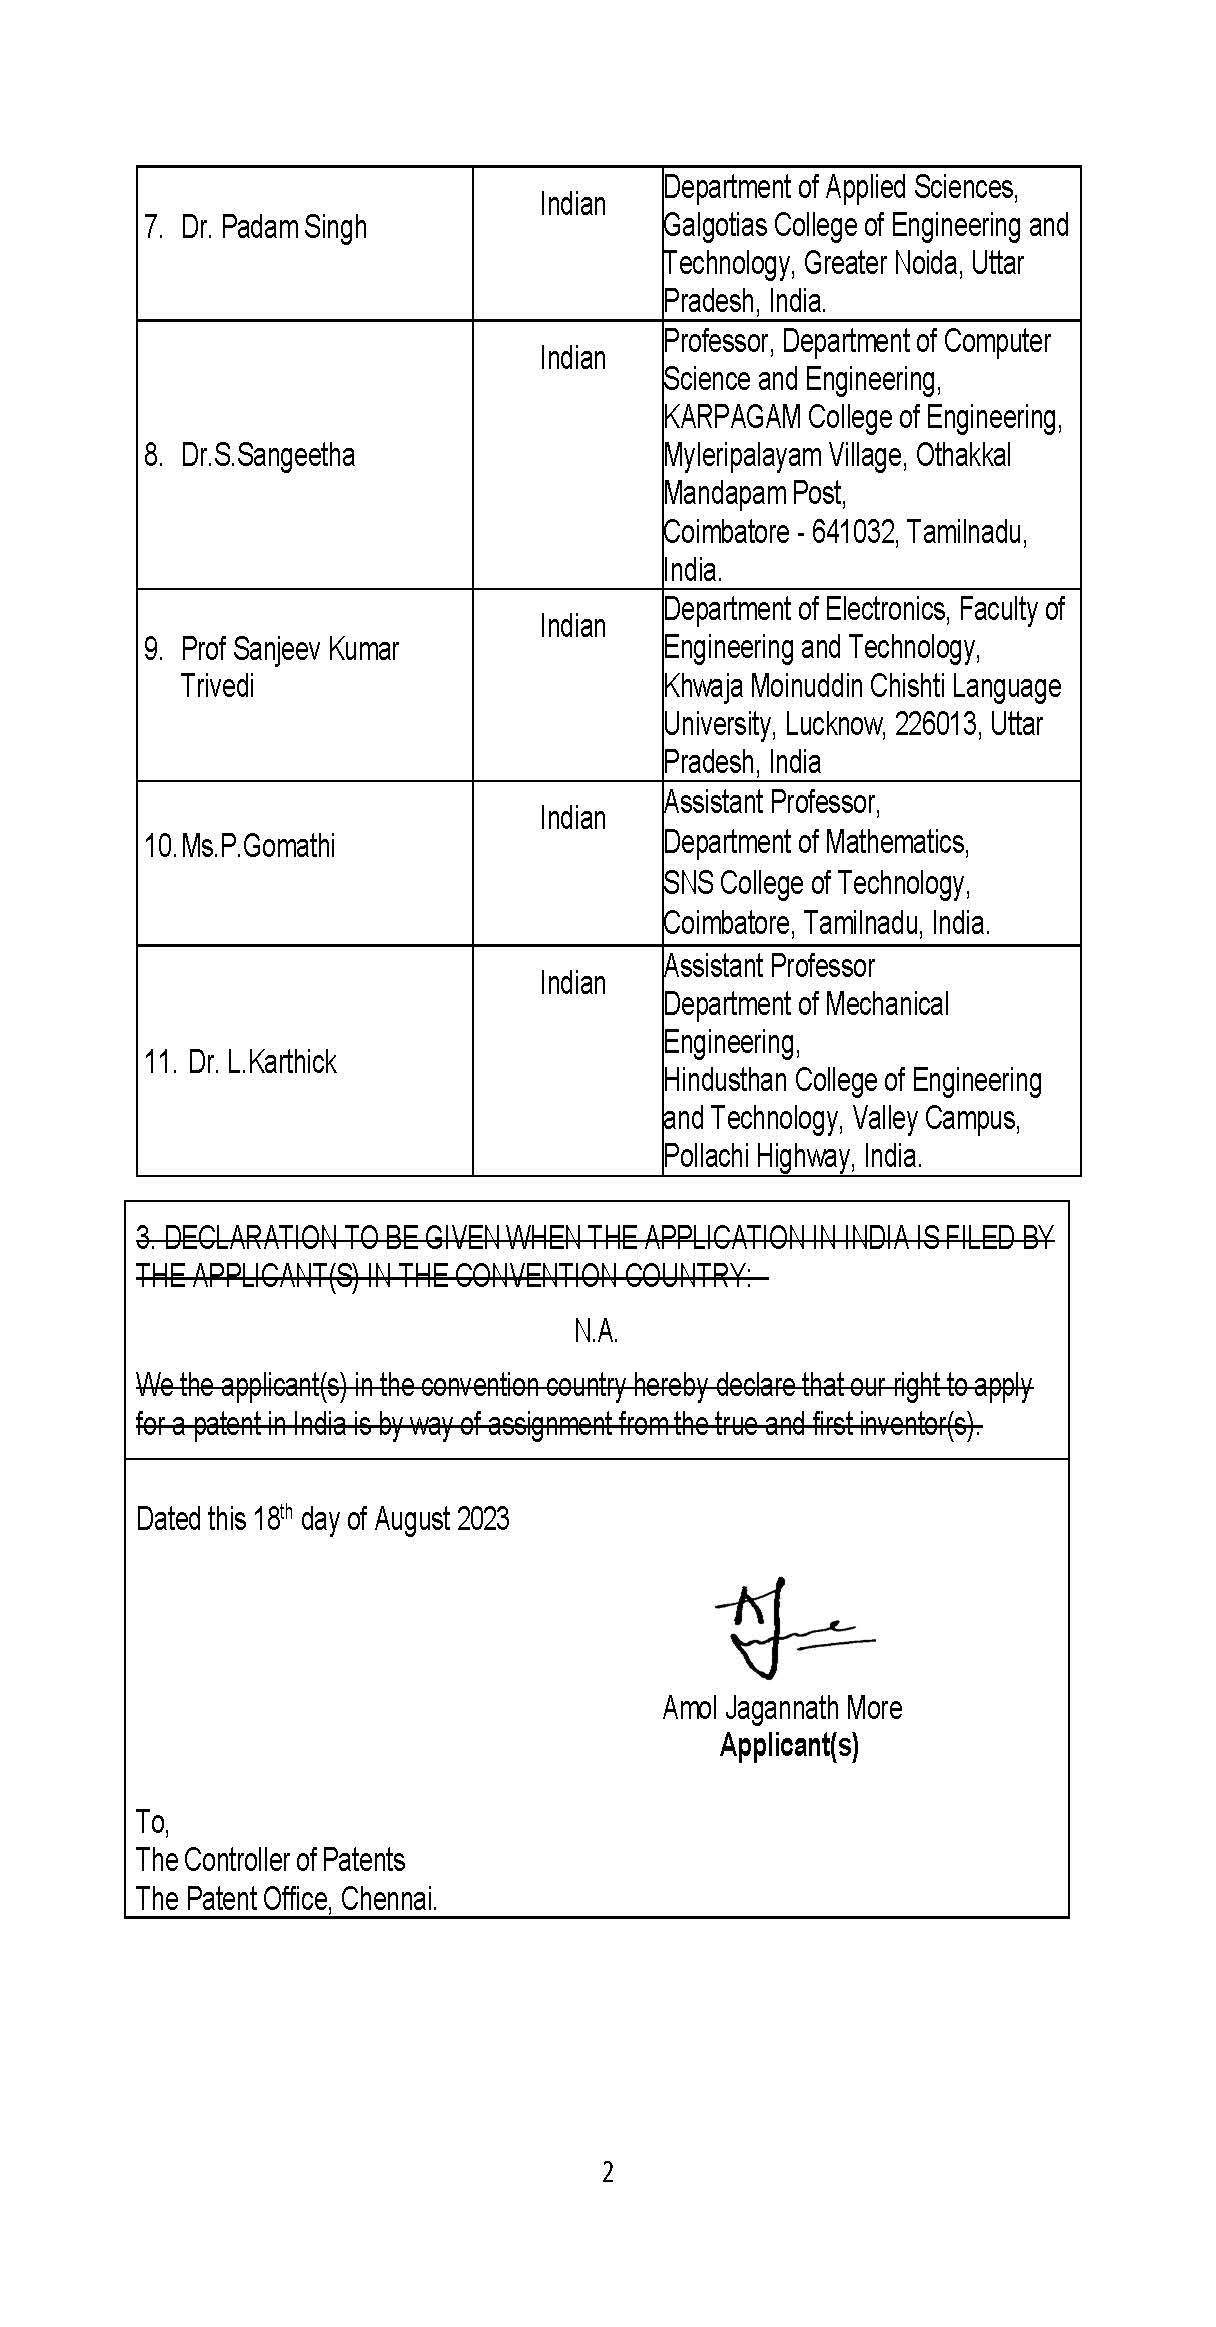 7. Dr. Padam Singh
Indian
Department of Applied Sciences,
Galgotias College of Engineering and
Technology, Greater Noida, Uttar
Pradesh, India.
8. Dr.S.Sangeetha
Indian
Professor, Department of Computer
Science and Engineering,
KARPAGAM College of Engineering,
Myleripalayam Village, Othakkal
Mandapam Post,
Coimbatore - 641032, Tamilnadu,
India.
9. Prof Sanjeev Kumar
Trivedi
Indian
Department of Electronics, Faculty of
Engineering and Technology,
Khwaja Moinuddin Chishti Language
University, Lucknow, 226013, Uttar
Pradesh, India
10. Ms.P.Gomathi
Indian
Assistant Professor,
Department of Mathematics,
SNS College of Technology,
Coimbatore, Tamilnadu, India.
11. Dr. L.Karthick
Indian
Assistant Professor
Department of Mechanical
Engineering,
Hindusthan College of Engineering
and Technology, Valley Campus,
Pollachi Highway, India.
3. DECLARATION TO BE GIVEN WHEN THE APPLICATION IN INDIA IS FILED BY
THE APPLICANT(S) IN THE CONVENTION COUNTRY:
N.A.
We the applicant(s) in the convention country hereby declare that our right to apply
for a patent in India is by way of assignment from the true and first inventor(s).
Dated this 18th day of August 2023
Amol Jagannath More
Applicant(s)
To,
The Controller of Patents
The Patent Office, Chennai.
2